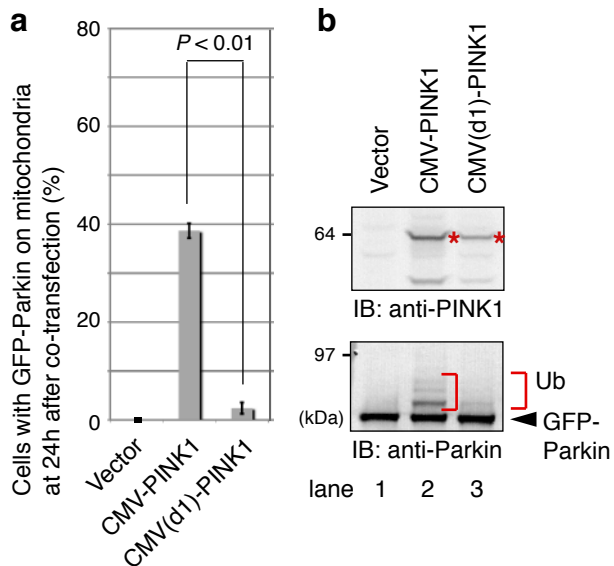 a
P < 0.01
Cells with GFP-Parkin on mitochondria
at 24h after co-transfection (%)
80
60
40
20
0
Vector
CMV-PINK1
CMV(d1)-PINK1
b
Vector
CMV-PINK1
CMV(d1)-PINK1
64
* *
IB: anti-PINK1
97
Ub
(kDa)
GFP-
Parkin
IB: anti-Parkin
lane 1 2 3